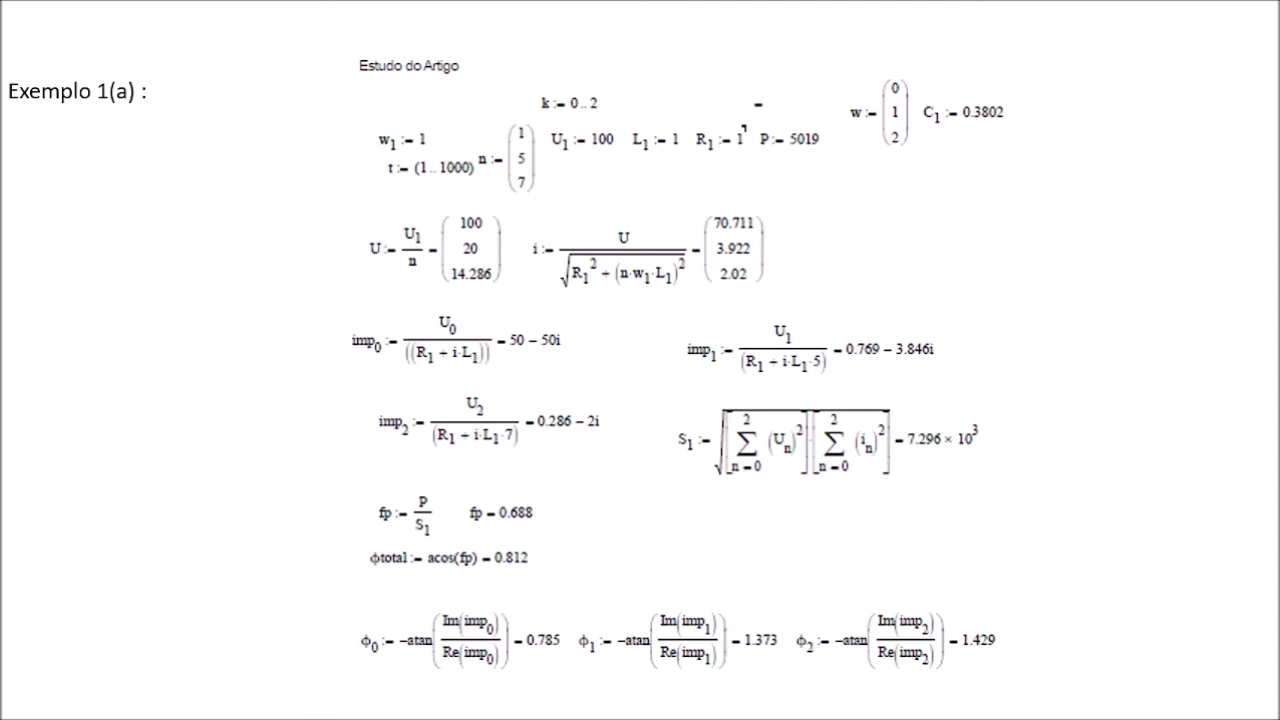 Estudo do Artigo
Exemplo 1(a) :
k := 0..2
w := (0 1 2) C₁ := 0.3802
w₁ := 1 n := (1 5 7) U₁ := 100 L₁ := 1 R₁ := 1 P := 5019
t := (1..1000)
U := U₁/n = (100 20 14.286) i := U/√(R₁² + (n·w₁·L₁)²) = (70.711 3.922 2.02)
imp₀ := U₀/((R₁ + i·L₁)) = 50 − 50i
imp₁ := U₁/(R₁ + i·L₁·5) = 0.769 − 3.846i
imp₂ := U₂/(R₁ + i·L₁·7) = 0.286 − 2i
S₁ := √[∑ n=0 2 (Uₙ)²]·[∑ n=0 2 (iₙ)²] = 7.296 × 10³
fp := P/S₁ fp = 0.688
ϕtotal := acos(fp) = 0.812
ϕ₀ := −atan(Im(imp₀)/Re(imp₀)) = 0.785 ϕ₁ := −atan(Im(imp₁)/Re(imp₁)) = 1.373 ϕ₂ := −atan(Im(imp₂)/Re(imp₂)) = 1.429